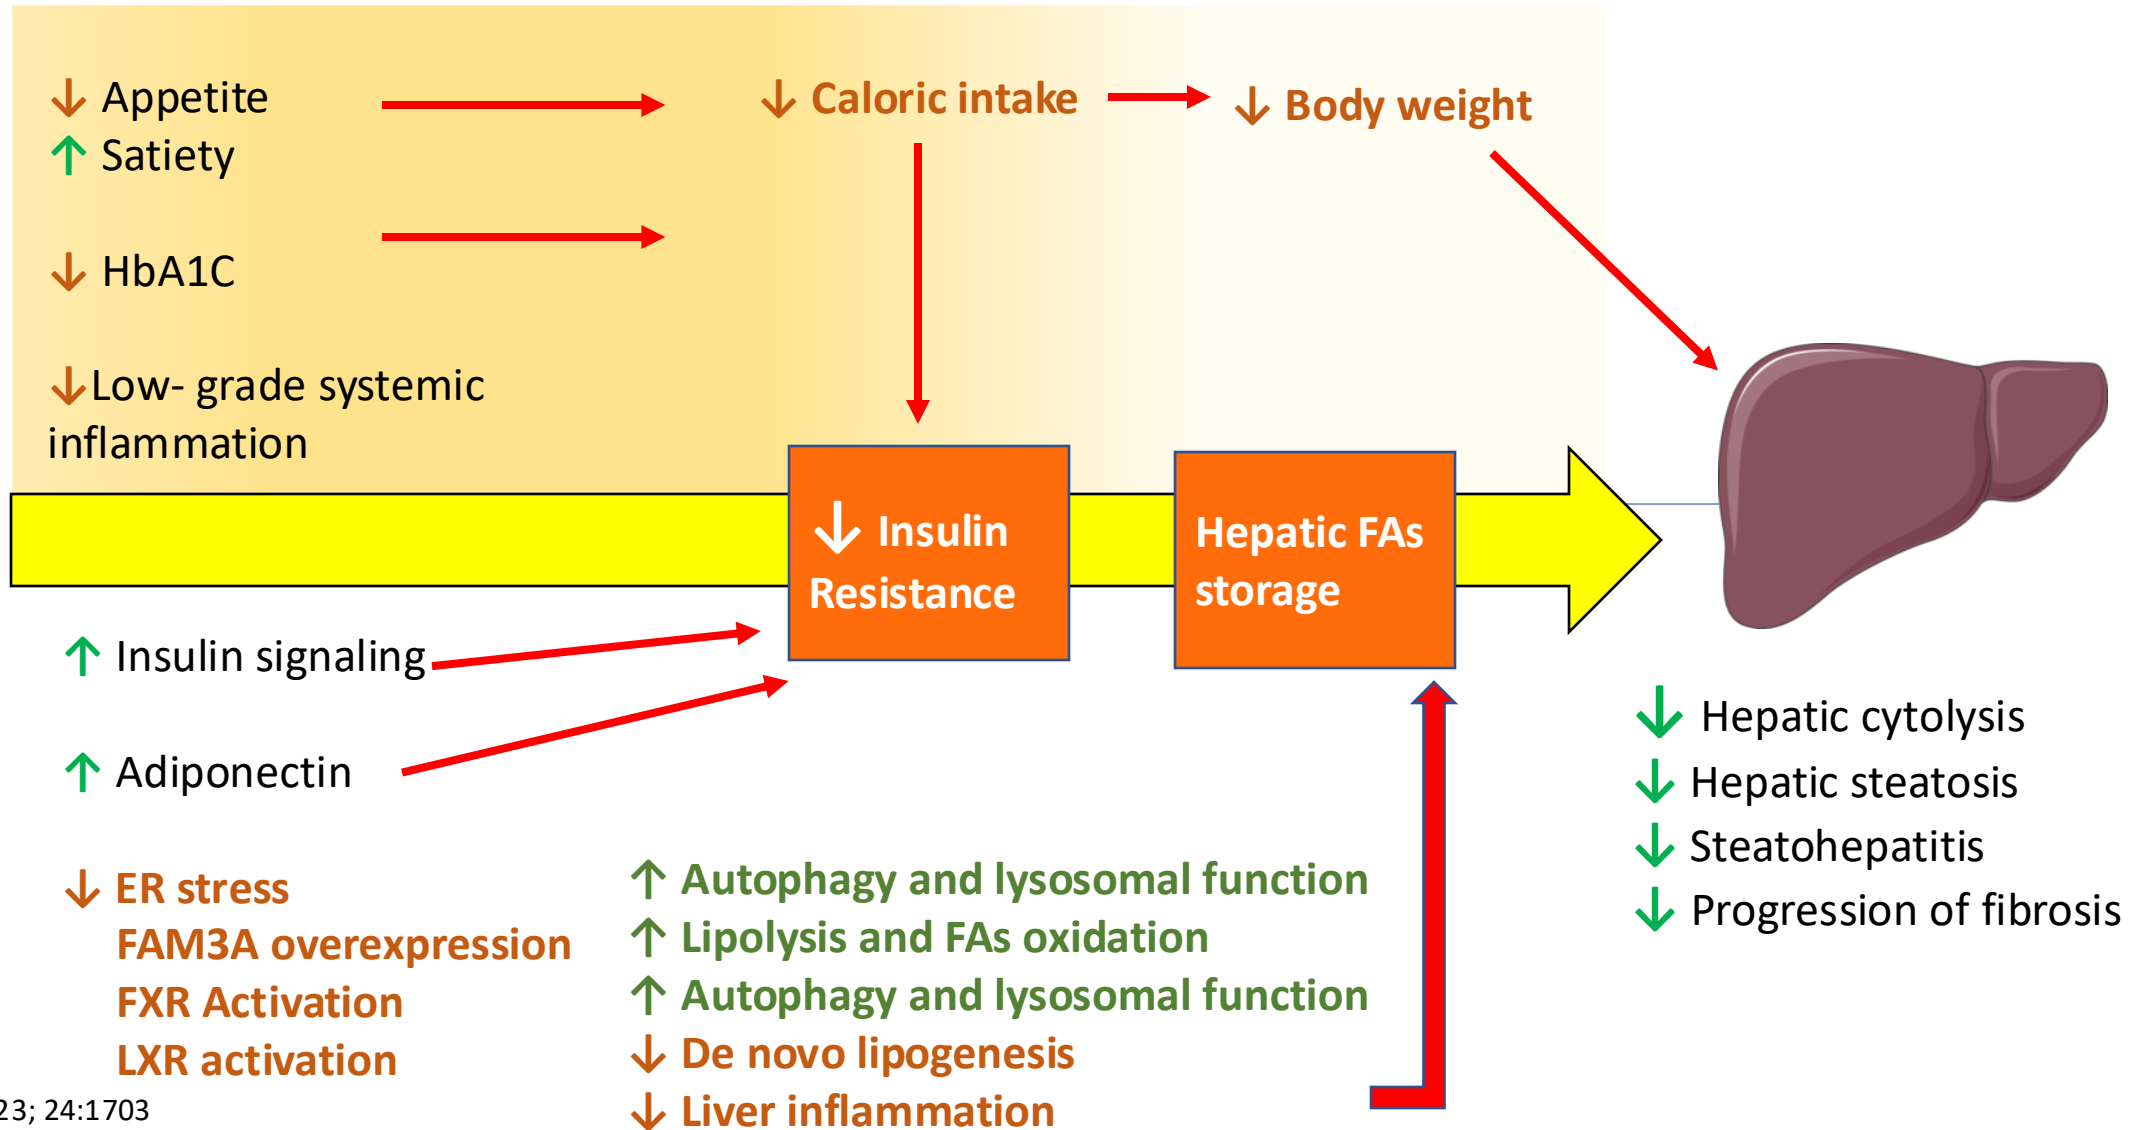 ↓ Appetite
↑ Satiety
↓ HbA1C
↓Low- grade systemic
inflammation
↓ Caloric intake
↓ Body weight
↓ Insulin
Resistance
Hepatic FAs
storage
↑ Insulin signaling
↑ Adiponectin
↓ ER stress
FAM3A overexpression
FXR Activation
LXR activation
↑ Autophagy and lysosomal function
↑ Lipolysis and FAs oxidation
↑ Autophagy and lysosomal function
↓ De novo lipogenesis
↓ Liver inflammation
↓ Hepatic cytolysis
↓ Hepatic steatosis
↓ Steatohepatitis
↓ Progression of fibrosis
23; 24:1703